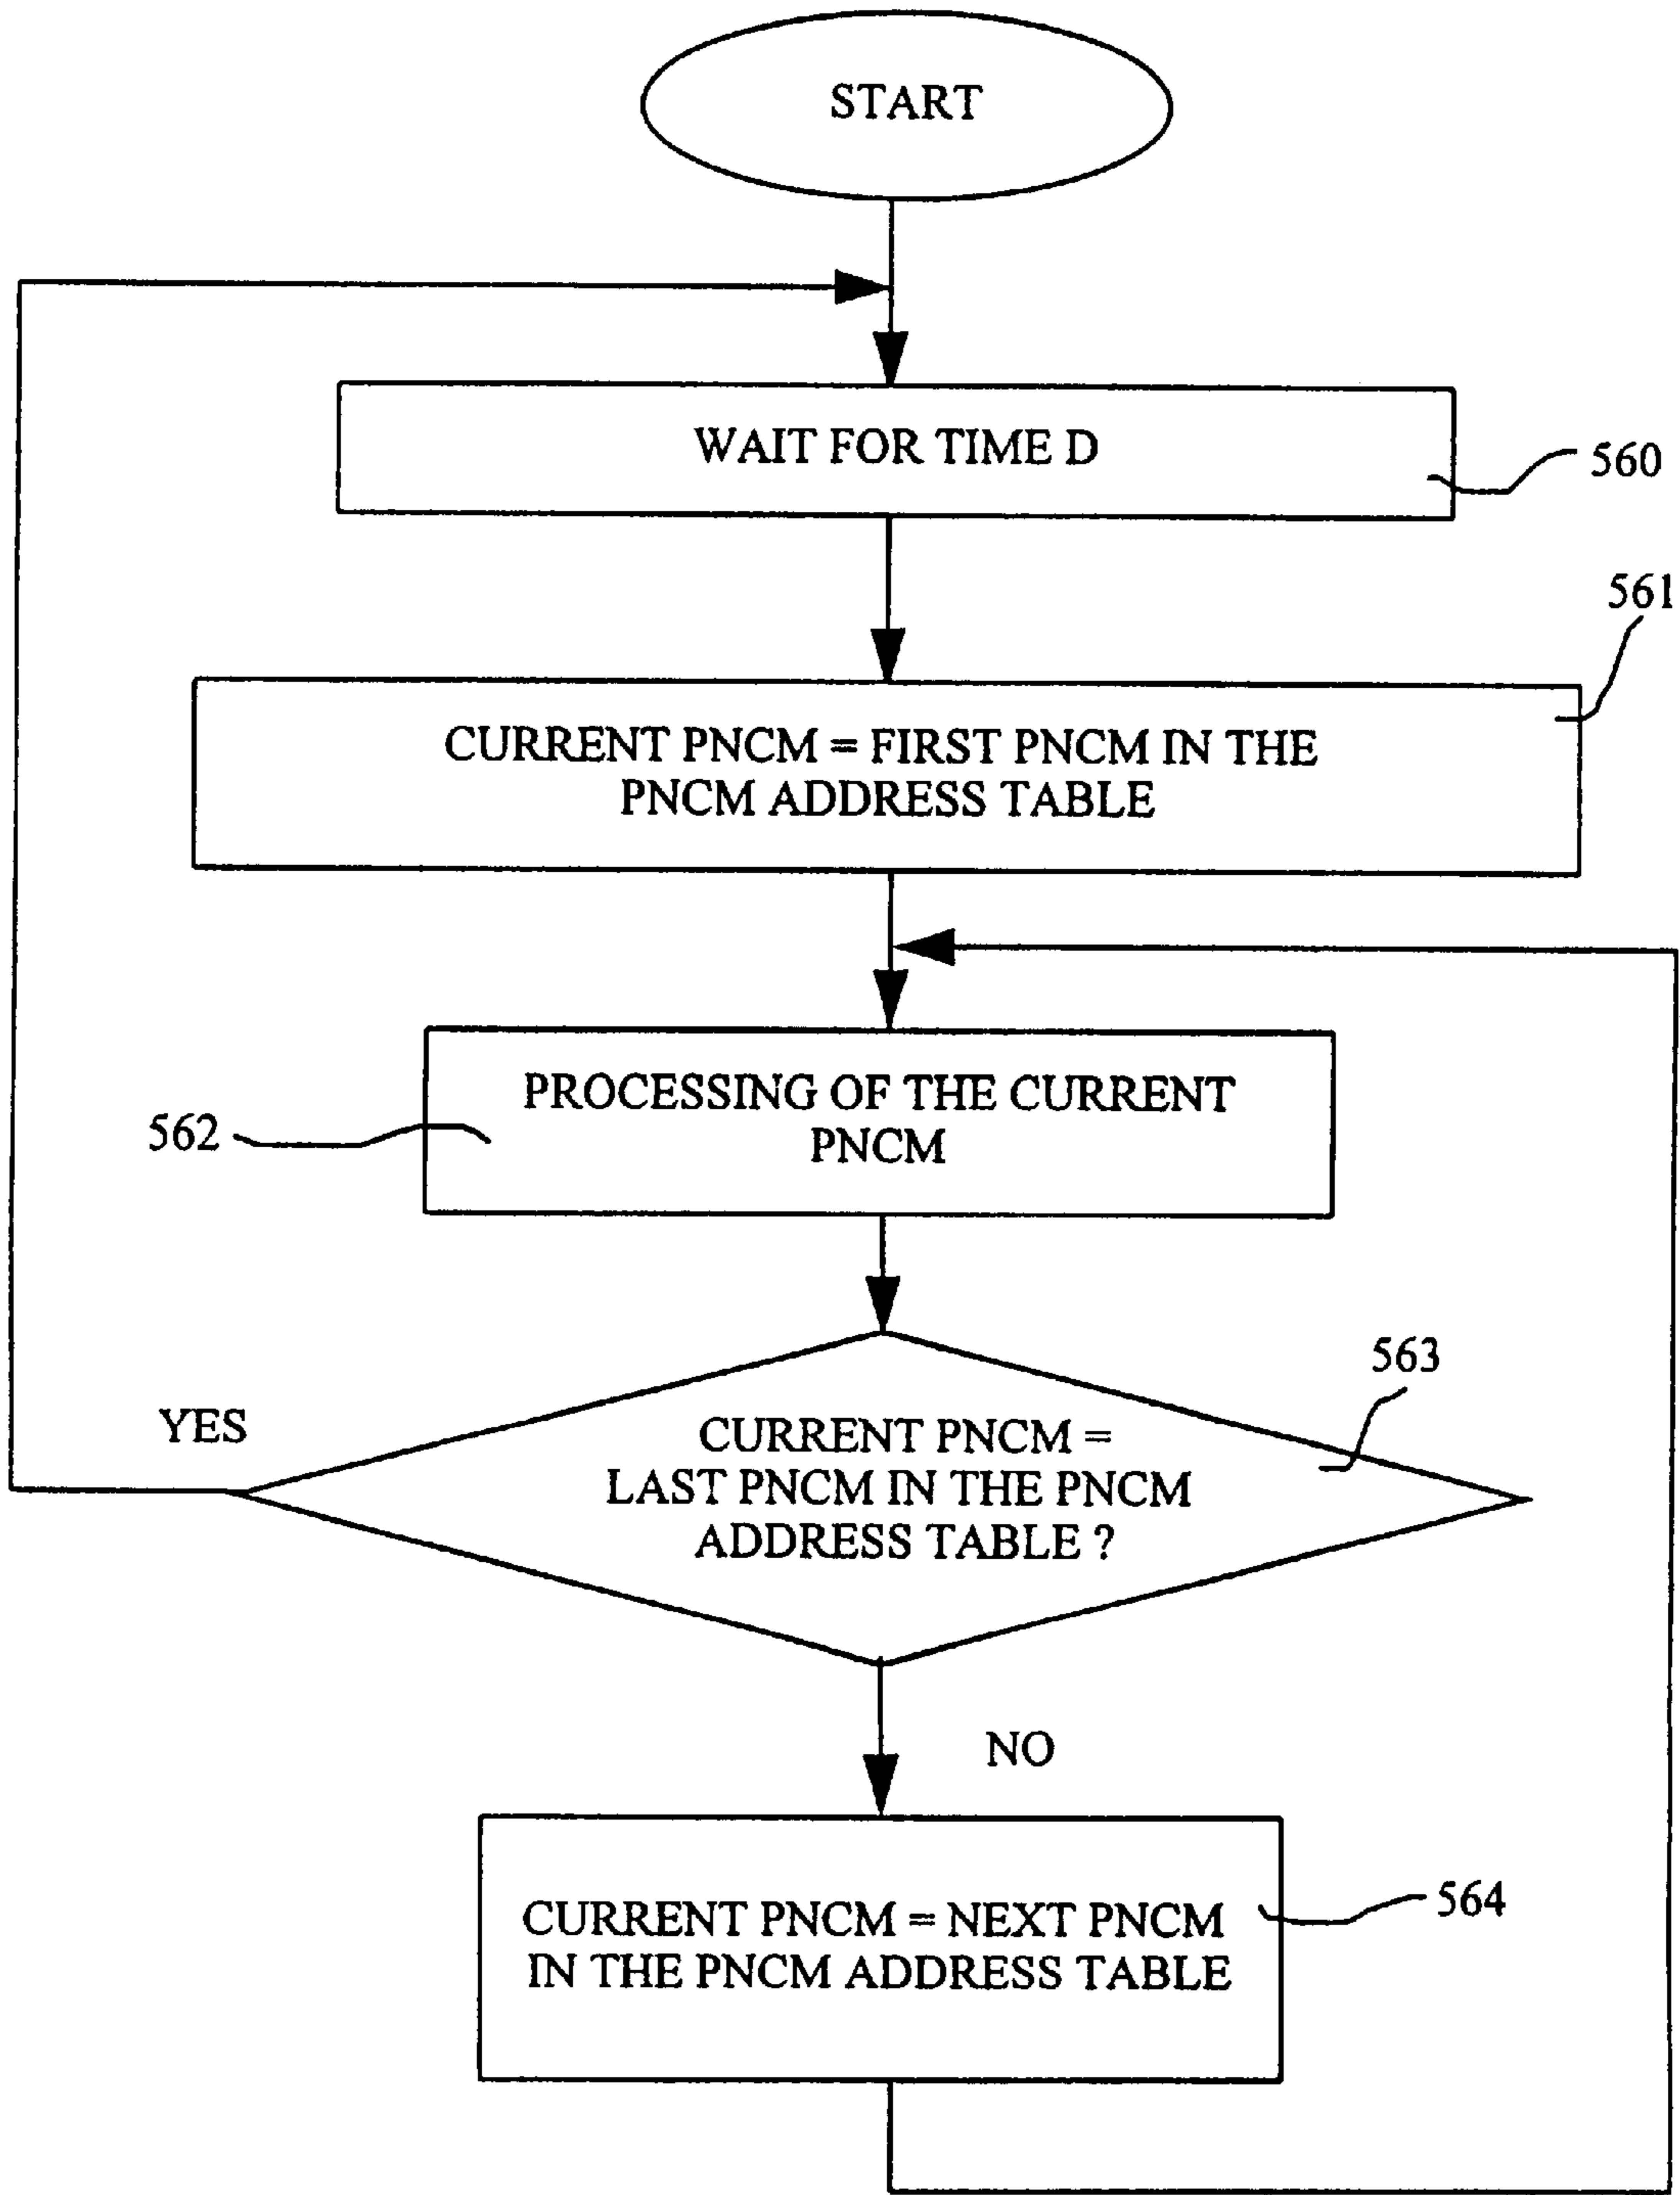 START
WAIT FOR TIME D
560
561
CURRENT PNCM = FIRST PNCM IN THE
PNCM ADDRESS TABLE
PROCESSING OF THE CURRENT
PNCM
562
563
YES
CURRENT PNCM =
LAST PNCM IN THE PNCM
ADDRESS TABLE ?
NO
CURRENT PNCM = NEXT PNCM
IN THE PNCM ADDRESS TABLE
564